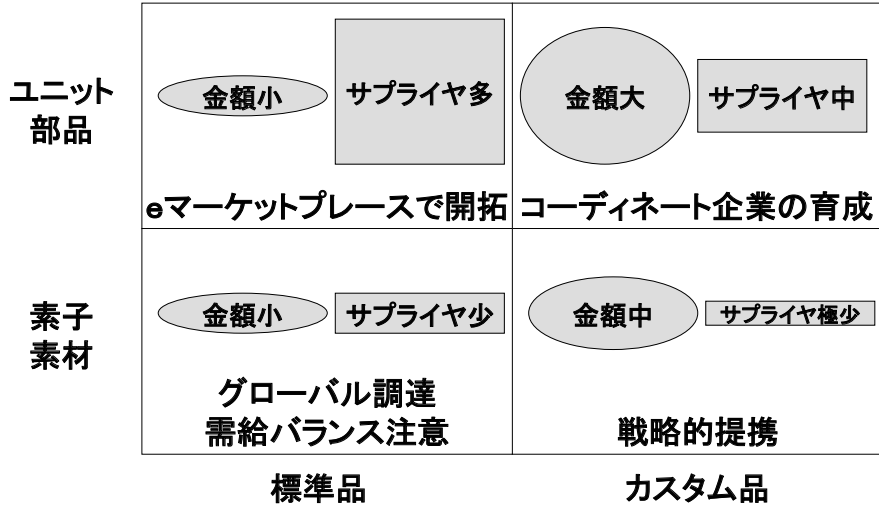 ユニット
部品
金額小
サプライヤ多
eマーケットプレースで開拓
金額大
サプライヤ中
コーディネート企業の育成
素子
素材
金額小
サプライヤ少
グローバル調達
需給バランス注意
金額中
サプライヤ極少
戦略的提携
標準品
カスタム品